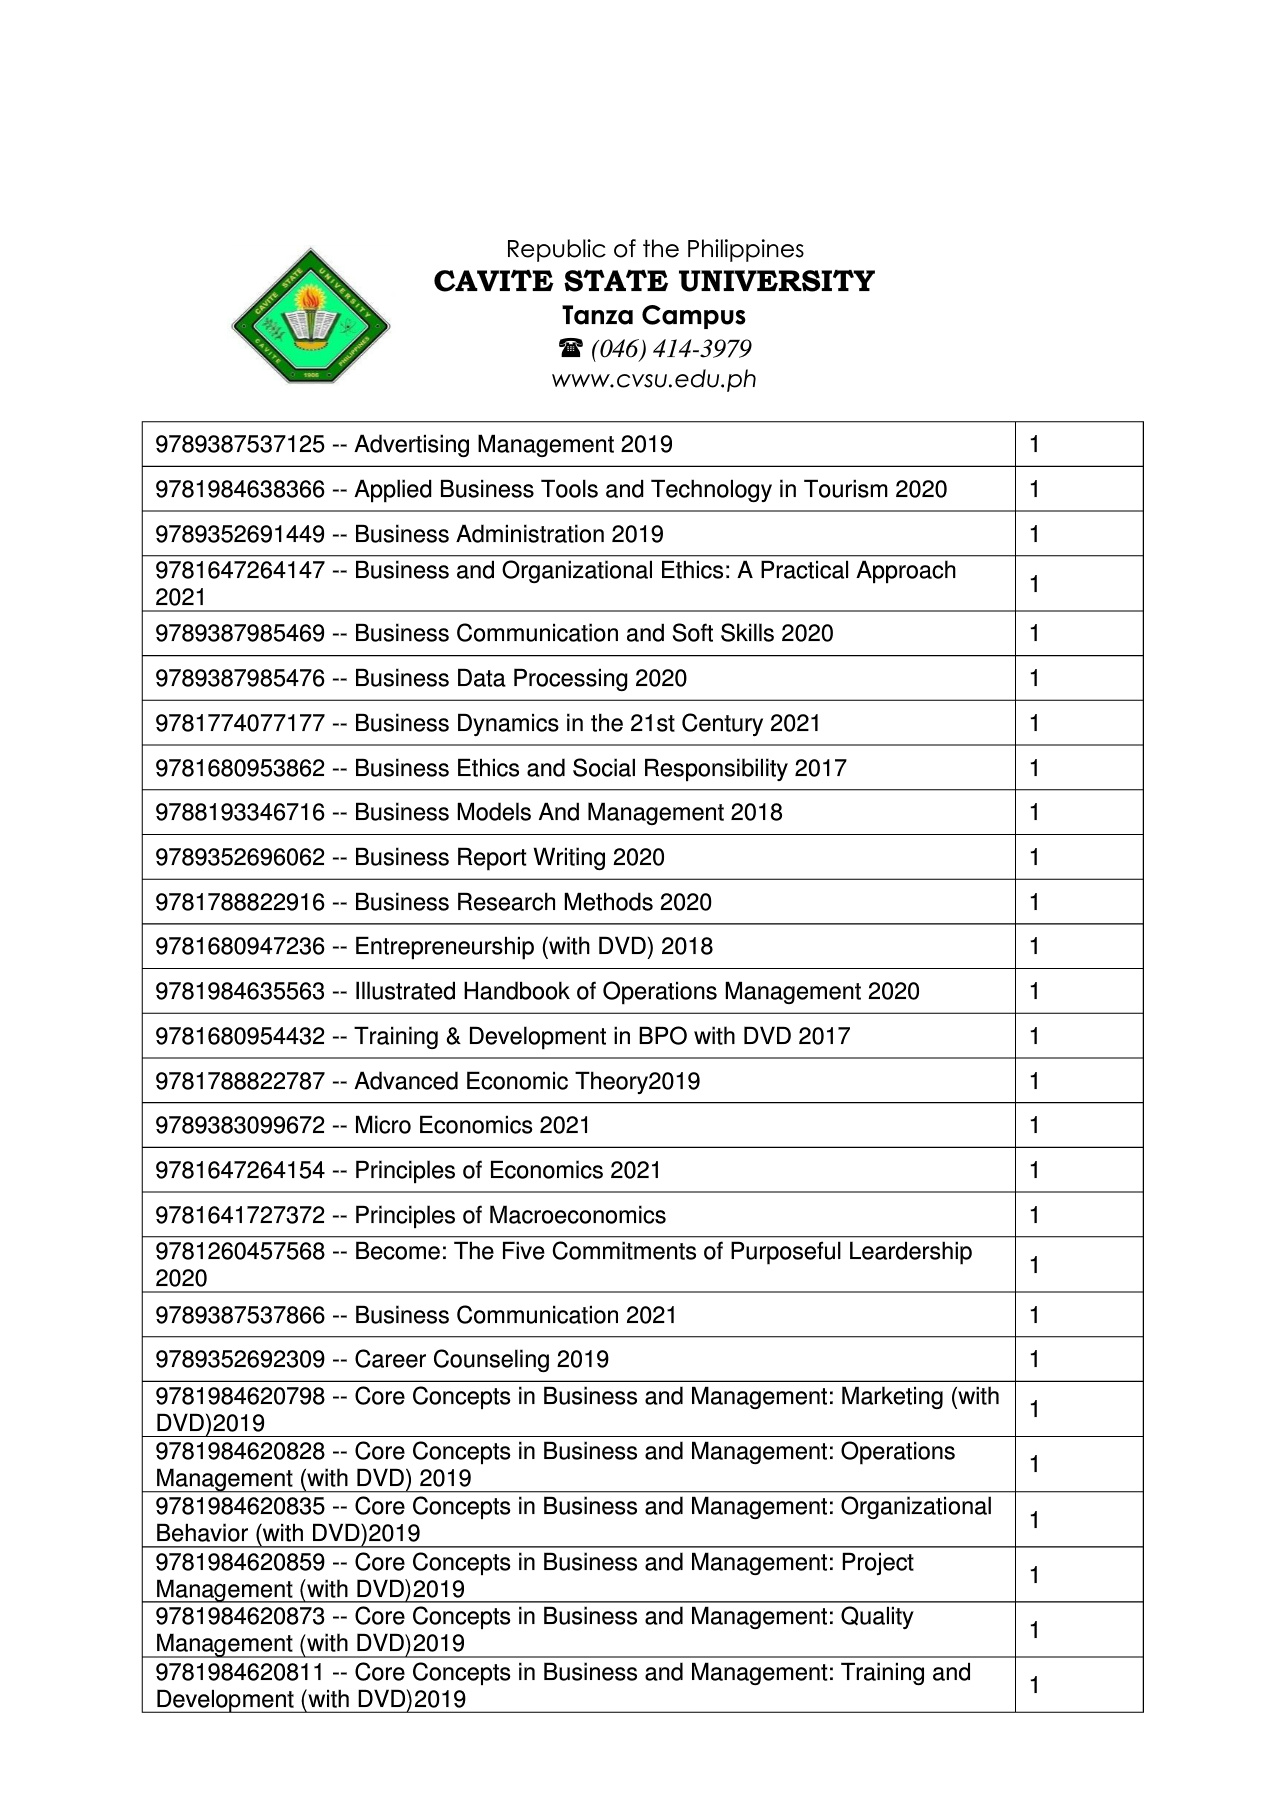 Republic of the Philippines
CAVITE STATE UNIVERSITY
Tanza Campus
☎ (046) 414-3979
www.cvsu.edu.ph
CAVITE STATE UNIVERSITY
CAVITE 1906 PHILIPPINES
9789387537125 -- Advertising Management 2019 1
9781984638366 -- Applied Business Tools and Technology in Tourism 2020 1
9789352691449 -- Business Administration 2019 1
9781647264147 -- Business and Organizational Ethics: A Practical Approach
2021 1
9789387985469 -- Business Communication and Soft Skills 2020 1
9789387985476 -- Business Data Processing 2020 1
9781774077177 -- Business Dynamics in the 21st Century 2021 1
9781680953862 -- Business Ethics and Social Responsibility 2017 1
9788193346716 -- Business Models And Management 2018 1
9789352696062 -- Business Report Writing 2020 1
9781788822916 -- Business Research Methods 2020 1
9781680947236 -- Entrepreneurship (with DVD) 2018 1
9781984635563 -- Illustrated Handbook of Operations Management 2020 1
9781680954432 -- Training & Development in BPO with DVD 2017 1
9781788822787 -- Advanced Economic Theory2019 1
9789383099672 -- Micro Economics 2021 1
9781647264154 -- Principles of Economics 2021 1
9781641727372 -- Principles of Macroeconomics 1
9781260457568 -- Become: The Five Commitments of Purposeful Leardership
2020 1
9789387537866 -- Business Communication 2021 1
9789352692309 -- Career Counseling 2019 1
9781984620798 -- Core Concepts in Business and Management: Marketing (with
DVD)2019 1
9781984620828 -- Core Concepts in Business and Management: Operations
Management (with DVD) 2019 1
9781984620835 -- Core Concepts in Business and Management: Organizational
Behavior (with DVD)2019 1
9781984620859 -- Core Concepts in Business and Management: Project
Management (with DVD)2019 1
9781984620873 -- Core Concepts in Business and Management: Quality
Management (with DVD)2019 1
9781984620811 -- Core Concepts in Business and Management: Training and
Development (with DVD)2019 1